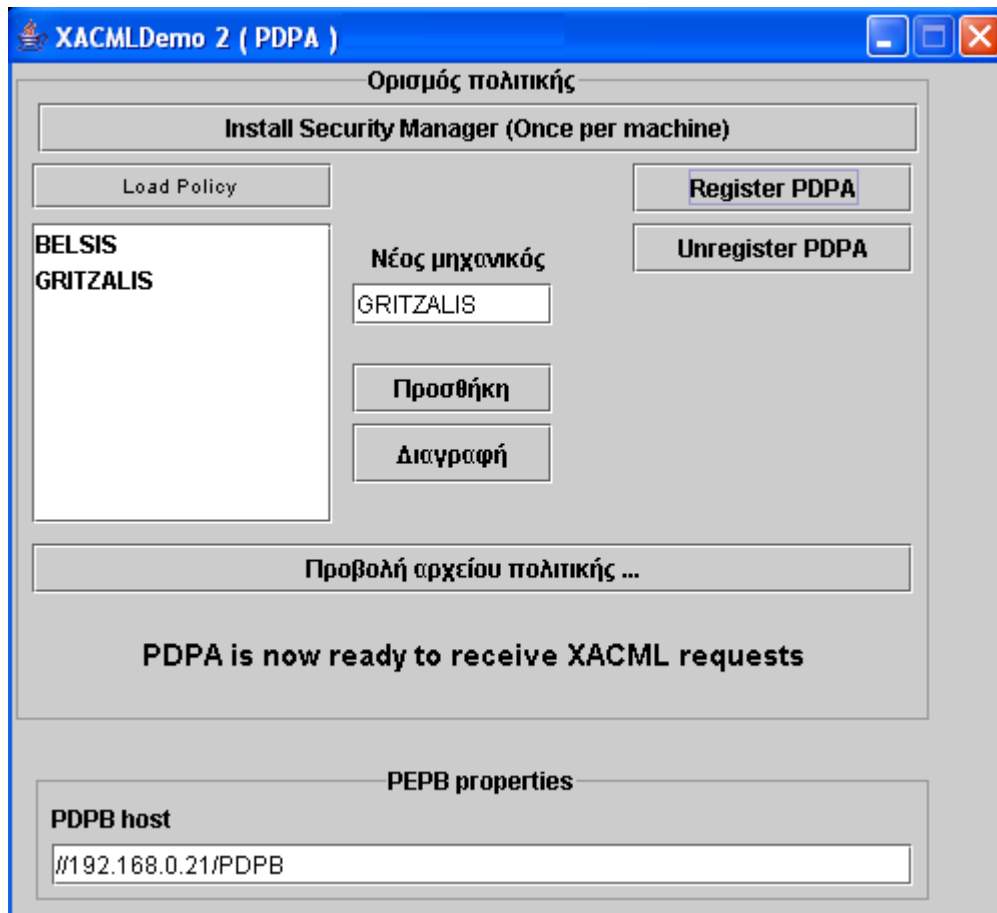 XACMLDemo 2 ( PDPA )
Ορισμός πολιτικής
Install Security Manager (Once per machine)
Load Policy
Register PDPA
BELSIS
GRITZALIS
Νέος μηχανικός
GRITZALIS
Unregister PDPA
Προσθήκη
Διαγραφή
Προβολή αρχείου πολιτικής ...
PDPA is now ready to receive XACML requests
PEPB properties
PDPB host
//192.168.0.21/PDPB